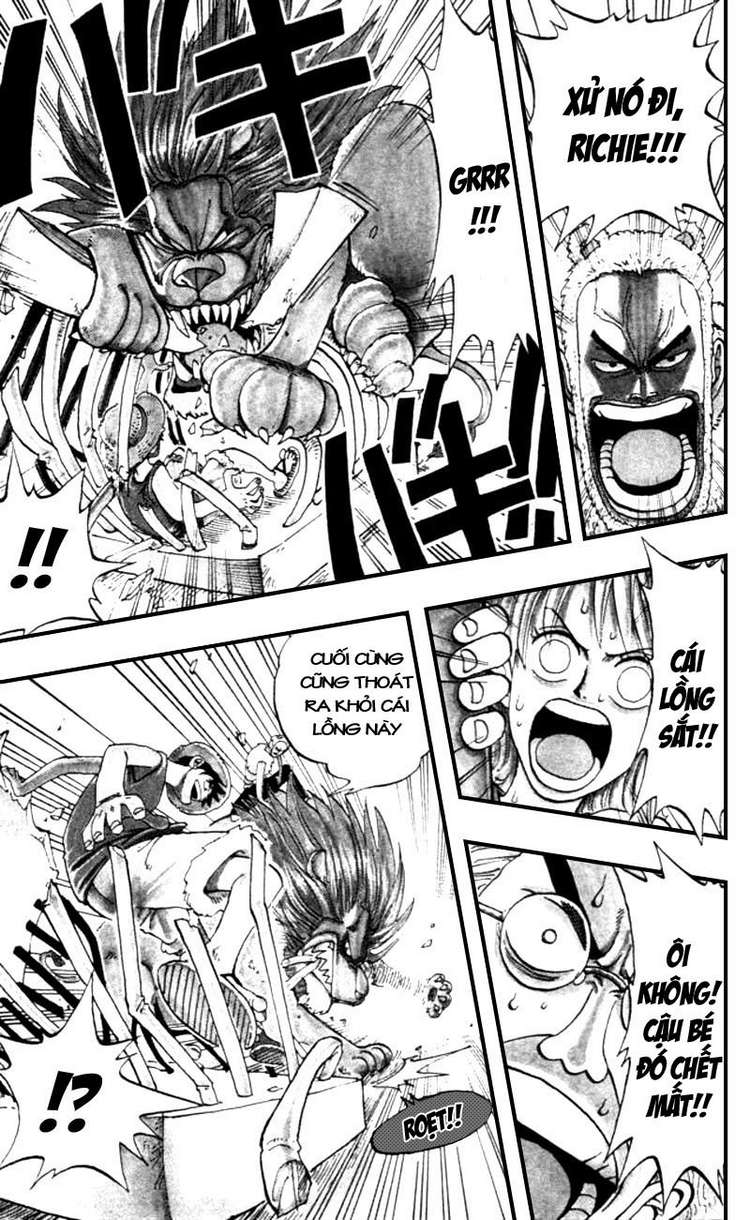 XỬ NÓ ĐI,
RICHIE!!!
GRRR
!!!
バキ
バキ!!
!!
CÁI
LỒNG
SẮT!!
CUỐI CÙNG
CŨNG THOÁT
RA KHỎI CÁI
LỒNG NÀY
ÔI
KHÔNG!
CẬU BÉ
ĐÓ CHẾT
MẤT!!
ROẸT!!
!?